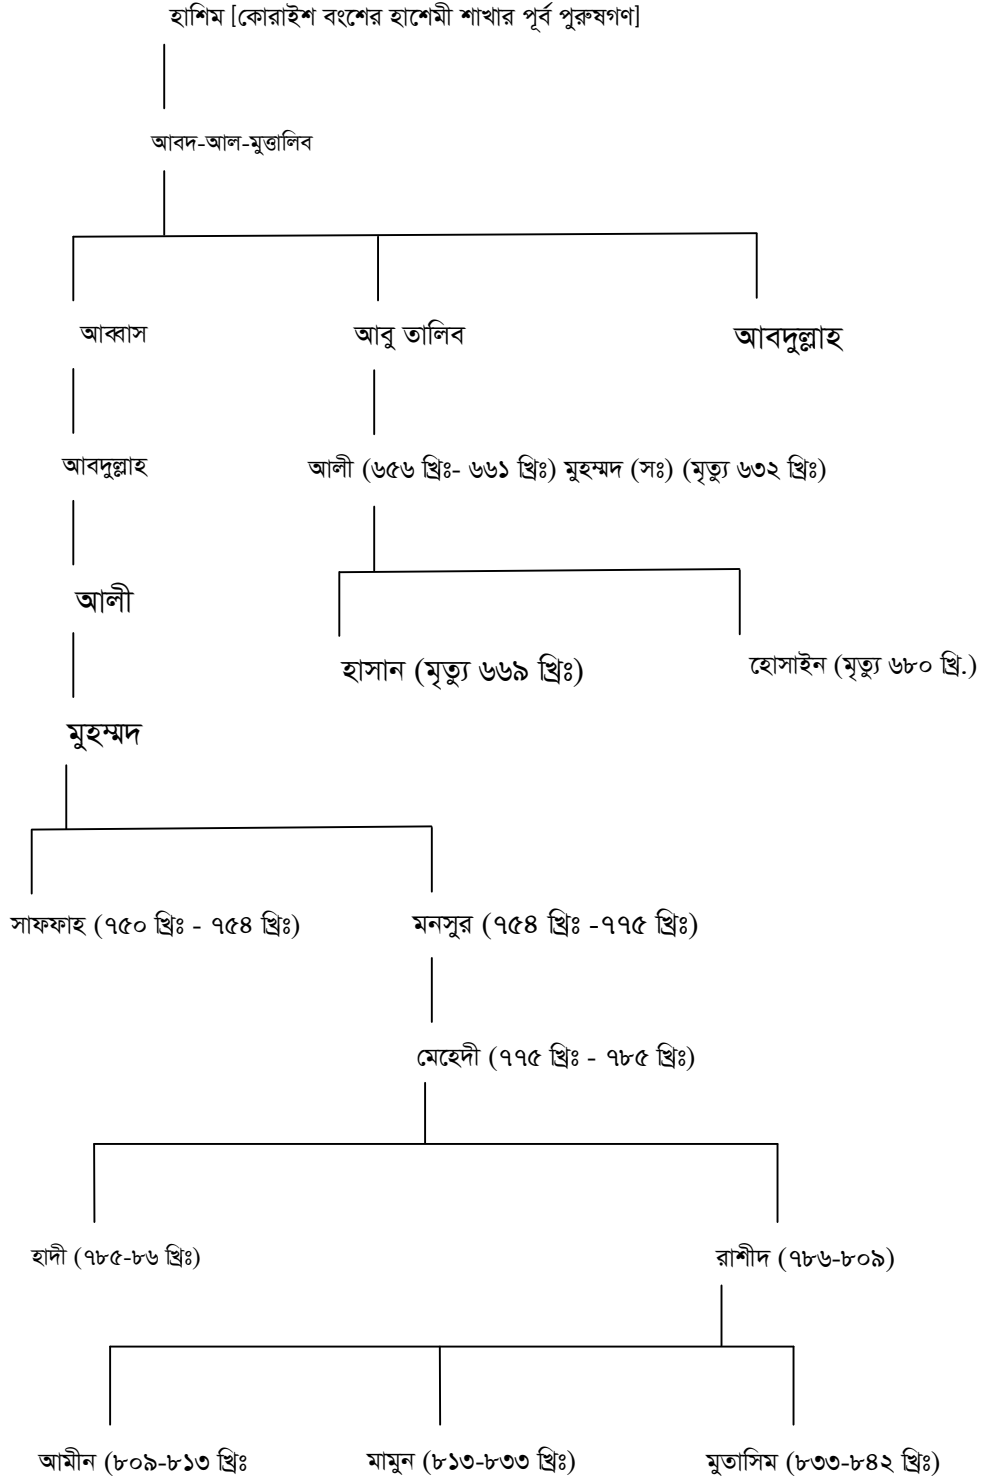 হাশিম [কোরাইশ বংশের হাশেমী শাখার পূর্ব পুরুষগণ]
আবদ-আল-মুত্তালিব
আব্বাস আবু তালিব আবদুল্লাহ
আবদুল্লাহ আলী (৬৫৬ খ্রিঃ- ৬৬১ খ্রিঃ) মুহম্মদ (সঃ) (মৃত্যু ৬৩২ খ্রিঃ)
আলী
হাসান (মৃত্যু ৬৬৯ খ্রিঃ) হোসাইন (মৃত্যু ৬৮০ খ্রি.)
মুহম্মদ
সাফফাহ (৭৫০ খ্রিঃ - ৭৫৪ খ্রিঃ) মনসুর (৭৫৪ খ্রিঃ -৭৭৫ খ্রিঃ)
মেহেদী (৭৭৫ খ্রিঃ - ৭৮৫ খ্রিঃ)
হাদী (৭৮৫-৮৬ খ্রিঃ) রাশীদ (৭৮৬-৮০৯)
আমীন (৮০৯-৮১৩ খ্রিঃ মামুন (৮১৩-৮৩৩ খ্রিঃ) মুতাসিম (৮৩৩-৮৪২ খ্রিঃ)